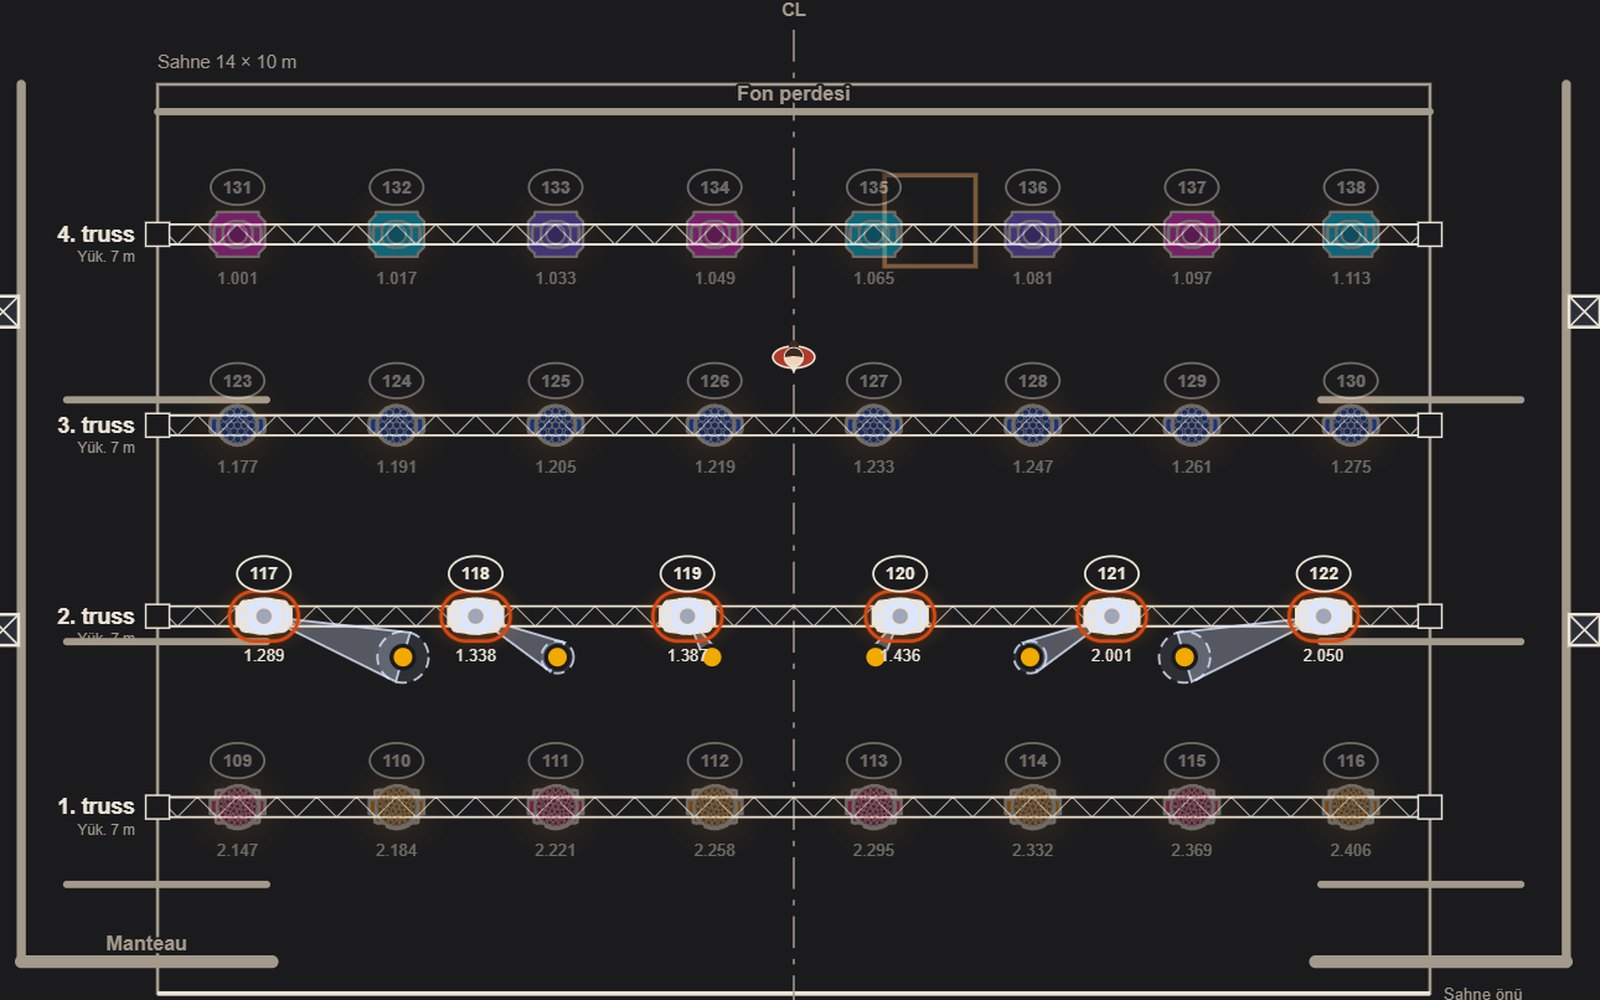 CL
Sahne 14 × 10 m
Fon perdesi
131 132 133 134 135 136 137 138
4. truss
Yük. 7 m
1.001 1.017 1.033 1.049 1.065 1.081 1.097 1.113
123 124 125 126 127 128 129 130
3. truss
Yük. 7 m
1.177 1.191 1.205 1.219 1.233 1.247 1.261 1.275
117 118 119 120 121 122
2. truss
Yük. 7 m
1.289 1.338 1.387 1.436 2.001 2.050
109 110 111 112 113 114 115 116
1. truss
Yük. 7 m
2.147 2.184 2.221 2.258 2.295 2.332 2.369 2.406
Manteau
Sahne önü